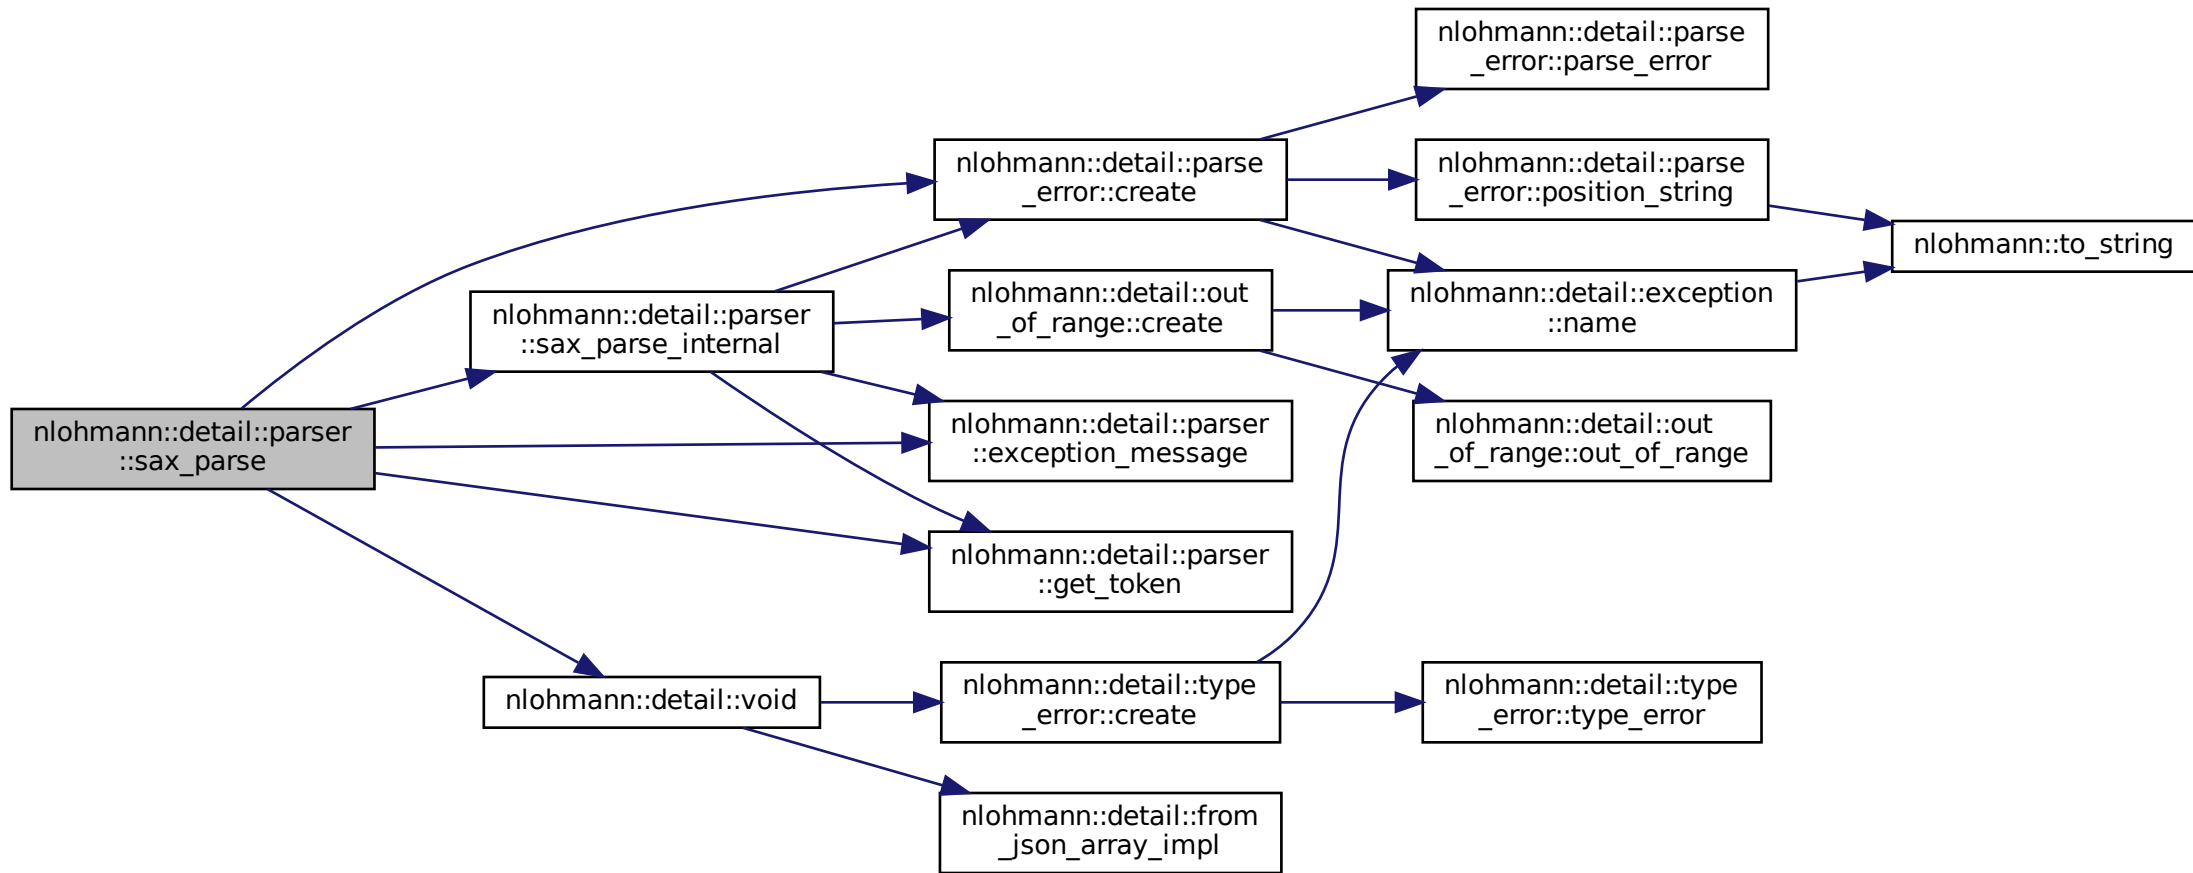 nlohmann::detail::parser
::sax_parse
nlohmann::detail::parser
::sax_parse_internal
nlohmann::detail::void
nlohmann::detail::parse
_error::create
nlohmann::detail::out
_of_range::create
nlohmann::detail::parser
::exception_message
nlohmann::detail::parser
::get_token
nlohmann::detail::type
_error::create
nlohmann::detail::from
_json_array_impl
nlohmann::detail::parse
_error::parse_error
nlohmann::detail::parse
_error::position_string
nlohmann::detail::exception
::name
nlohmann::detail::out
_of_range::out_of_range
nlohmann::detail::type
_error::type_error
nlohmann::to_string